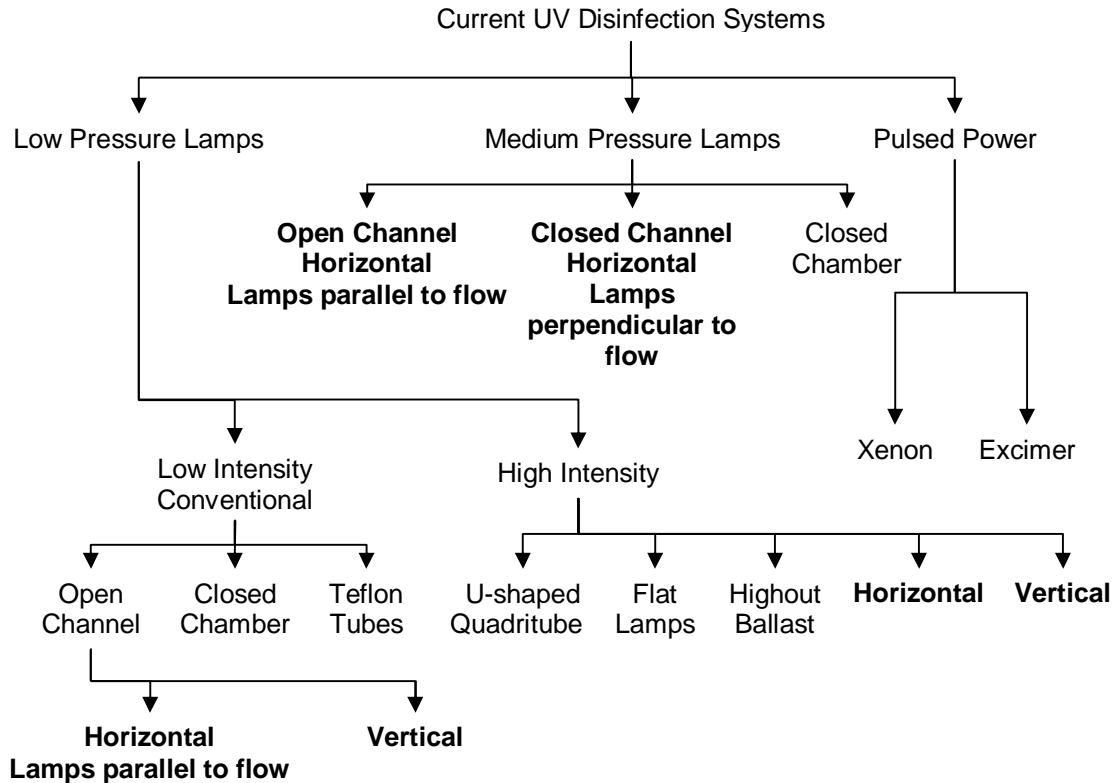 Current UV Disinfection Systems
Low Pressure Lamps
Medium Pressure Lamps
Pulsed Power
Open Channel
Horizontal
Lamps parallel to flow
Closed Channel
Horizontal
Lamps
perpendicular to
flow
Closed
Chamber
Xenon
Excimer
Low Intensity
Conventional
High Intensity
Open
Channel
Closed
Chamber
Teflon
Tubes
U-shaped
Quadritube
Flat
Lamps
Highout
Ballast
Horizontal
Vertical
Horizontal
Lamps parallel to flow
Vertical